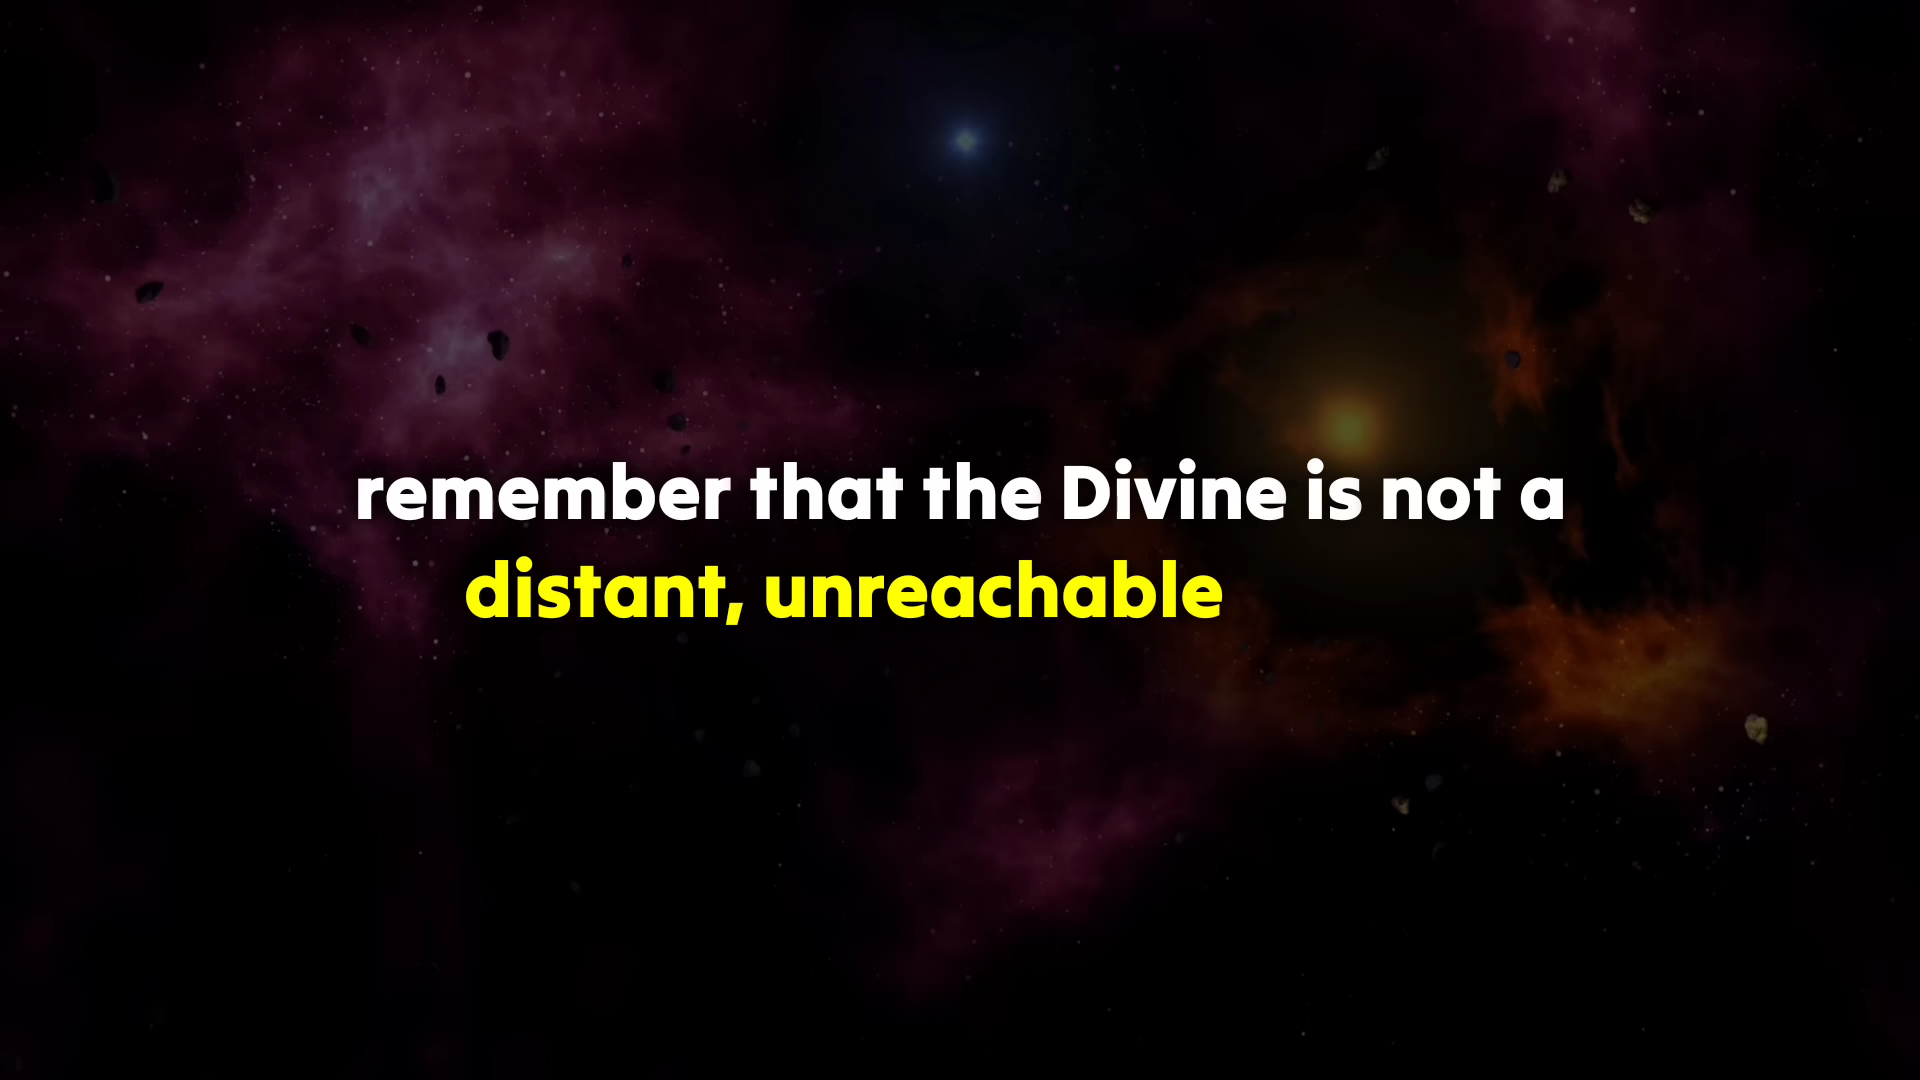 remember that the Divine is not a
distant, unreachable